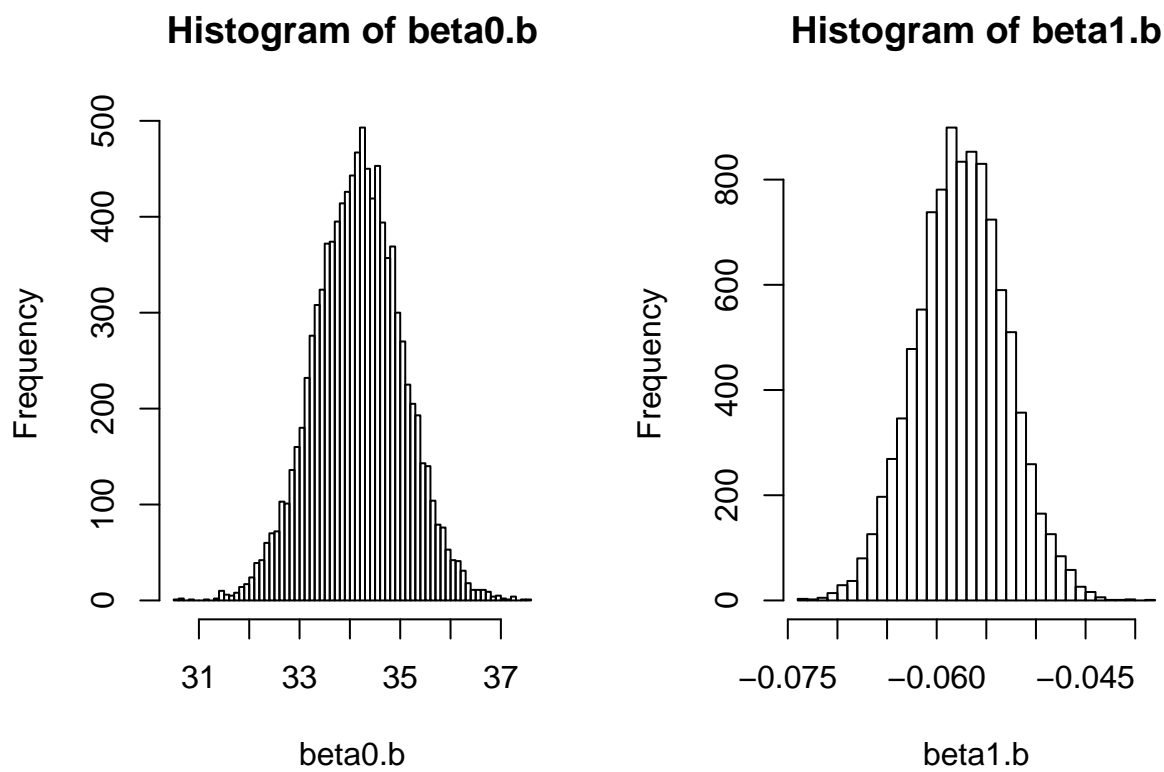 Histogram of beta0.b
Frequency
500
400
300
200
100
0
31 33 35 37
beta0.b
Histogram of beta1.b
Frequency
800
600
400
200
0
−0.075 −0.060 −0.045
beta1.b